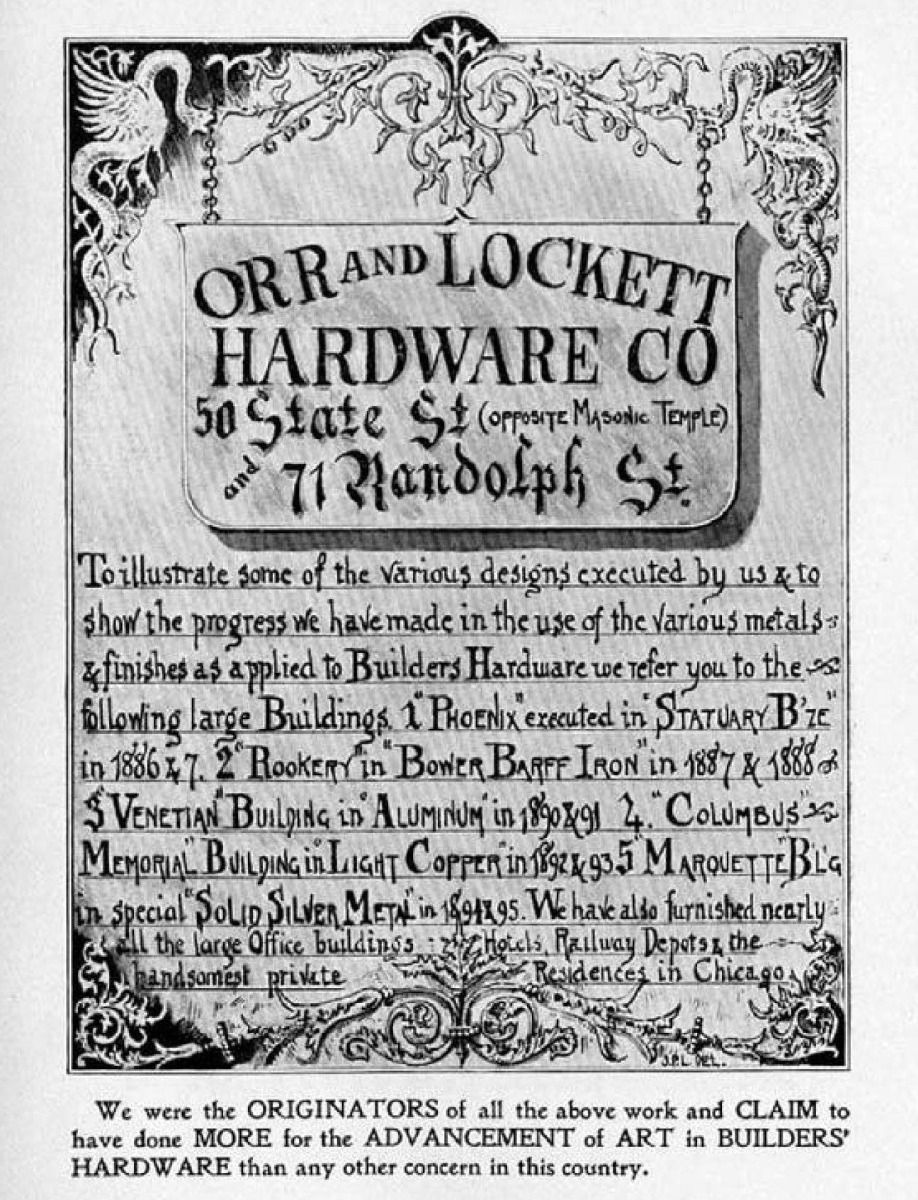 ORR AND LOCKETT
HARDWARE CO
50 State St (OPPOSITE MASONIC TEMPLE)
and 71 Randolph St.
To illustrate some of the various designs executed by us & to
show the progress we have made in the use of the various metals
& finishes as applied to Builders Hardware we refer you to the
following large Buildings. 1 "PHOENIX" executed in "STATUARY B'ZE"
in 1886 & 7. 2 "ROOKERY" in "BOWER BARFF IRON" in 1887 & 1888
3 "VENETIAN" BUILDING in "ALUMINUM" in 1890 & 91 4. "COLUMBUS"
MEMORIAL" BUILDING in "LIGHT COPPER" in 1892 & 93 5 "MARQUETTE" BL'G
in special "SOLID SILVER METAL" in 1894 & 95. We have also furnished nearly
all the large Office buildings Hotels, Railway Depots & the
handsomest private Residences in Chicago
J.P.L. DEL.
We were the ORIGINATORS of all the above work and CLAIM to
have done MORE for the ADVANCEMENT of ART in BUILDERS'
HARDWARE than any other concern in this country.